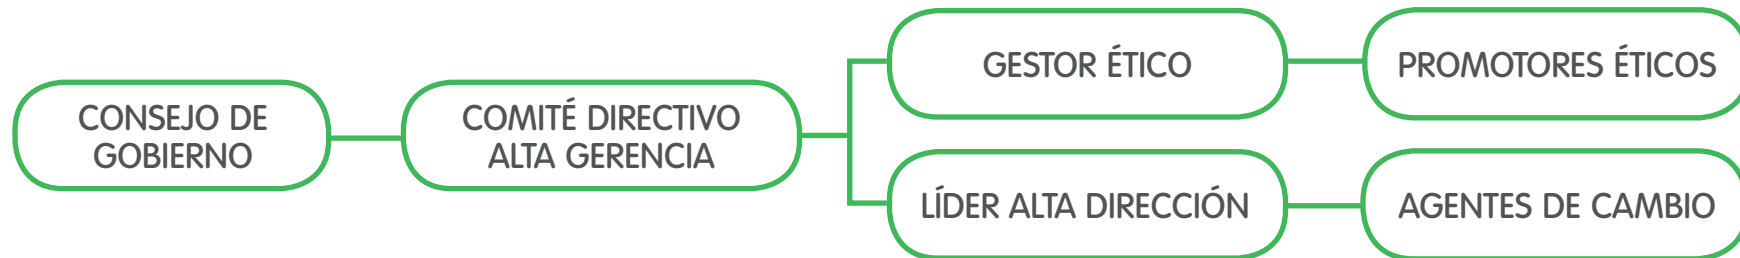 CONSEJO DE
GOBIERNO
COMITÉ DIRECTIVO
ALTA GERENCIA
GESTOR ÉTICO
PROMOTORES ÉTICOS
LÍDER ALTA DIRECCIÓN
AGENTES DE CAMBIO